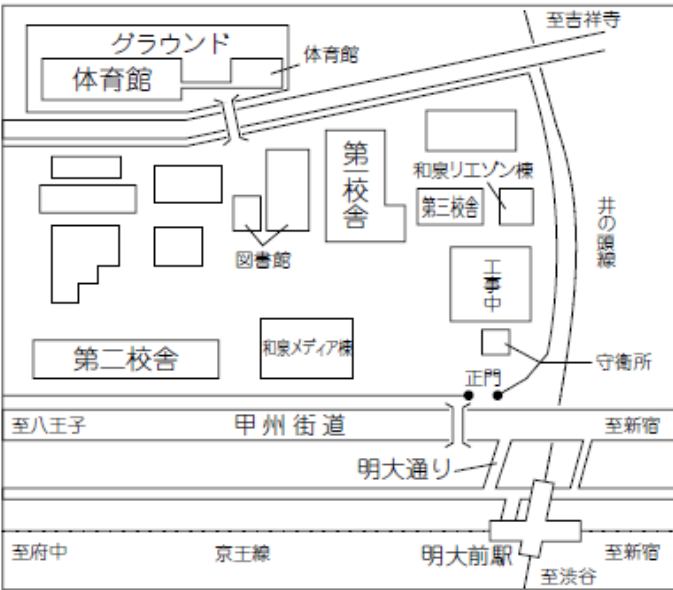 至吉祥寺
グラウンド
体育館
体育館
第一校舎
和泉リエゾン棟
第三校舎
井の頭線
図書館
工事中
和泉メディア棟
第二校舎
守衛所
正門
至八王子
甲州街道
至新宿
明大通り
至府中
京王線
明大前駅
至新宿
至渋谷